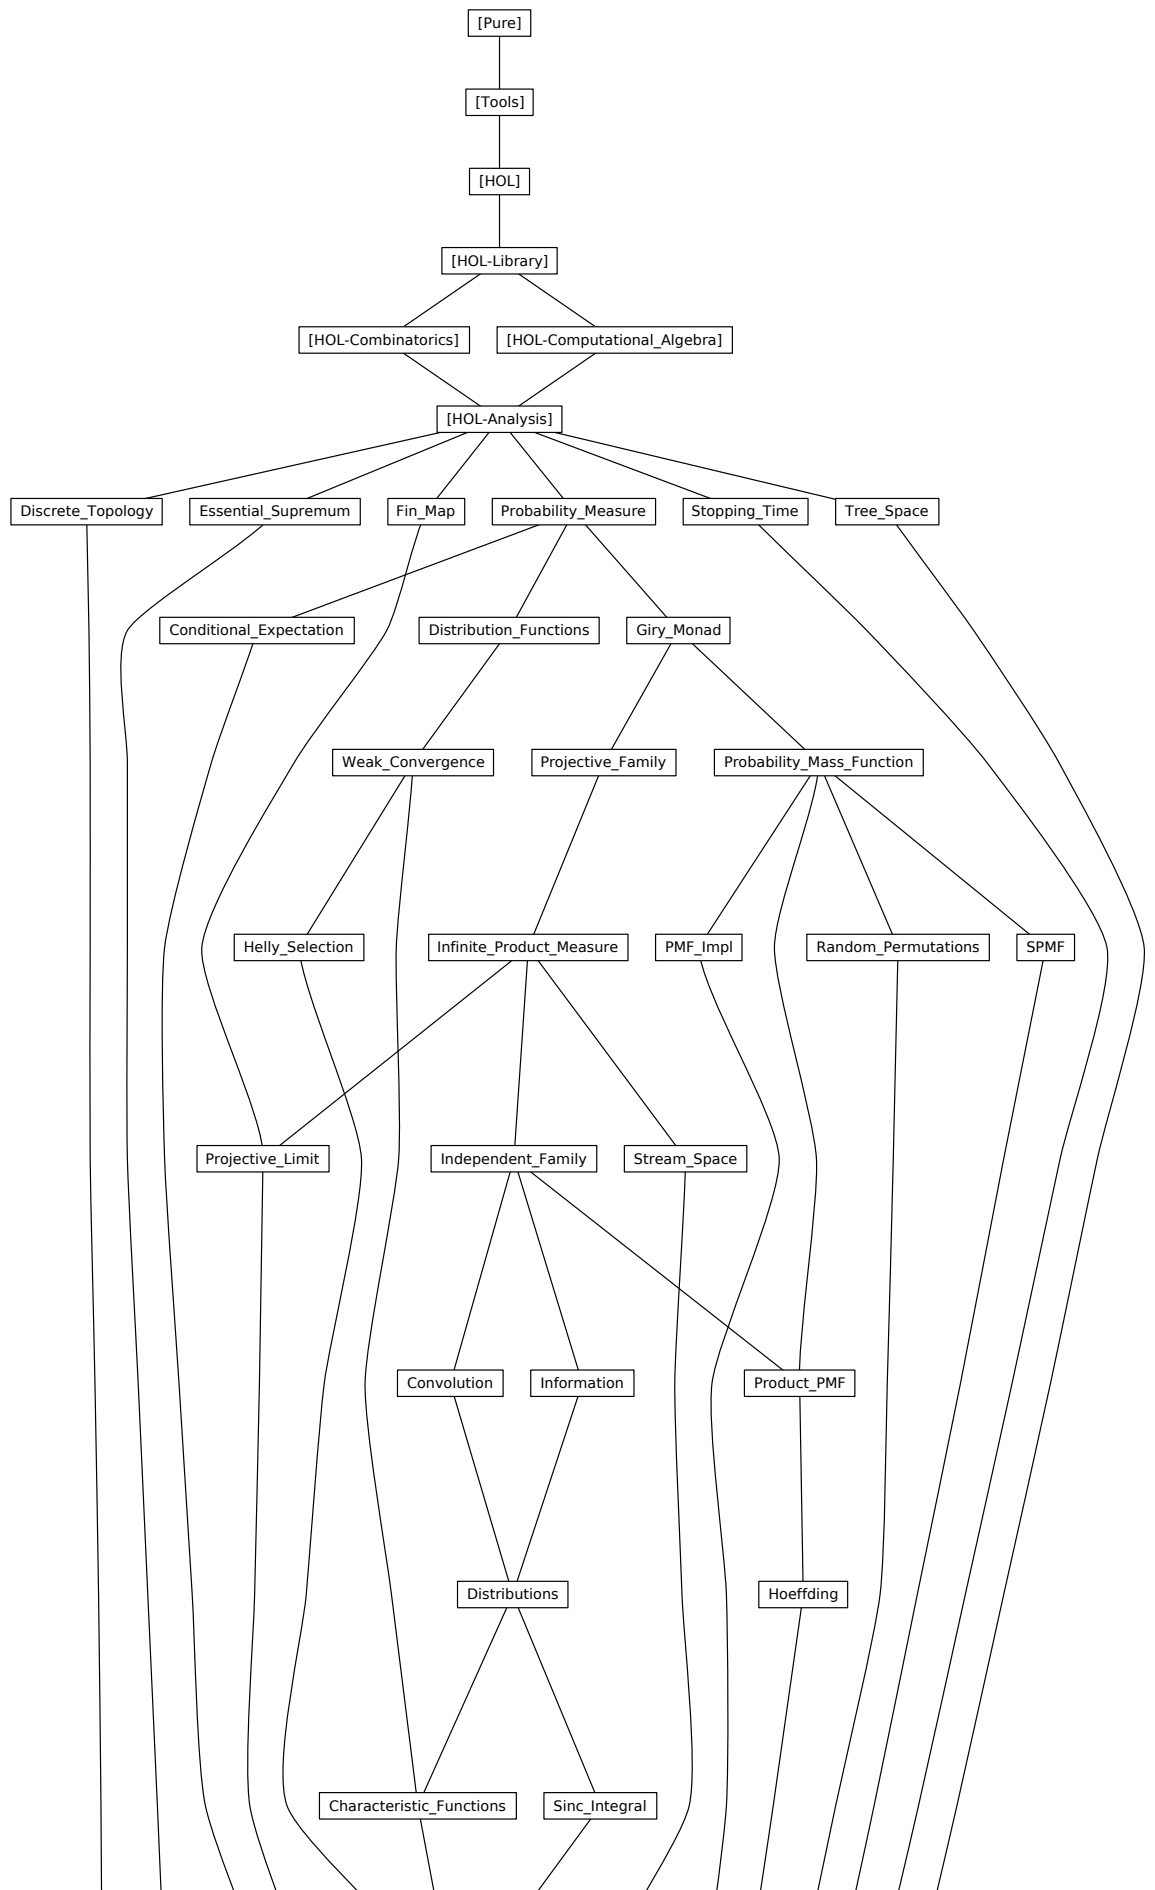 [Pure]
[Tools]
[HOL]
[HOL-Library]
[HOL-Combinatorics]
[HOL-Computational_Algebra]
[HOL-Analysis]
Discrete_Topology
Essential_Supremum
Fin_Map
Probability_Measure
Stopping_Time
Tree_Space
Conditional_Expectation
Distribution_Functions
Giry_Monad
Weak_Convergence
Projective_Family
Probability_Mass_Function
Helly_Selection
Infinite_Product_Measure
PMF_Impl
Random_Permutations
SPMF
Projective_Limit
Independent_Family
Stream_Space
Convolution
Information
Product_PMF
Distributions
Hoeffding
Characteristic_Functions
Sinc_Integral